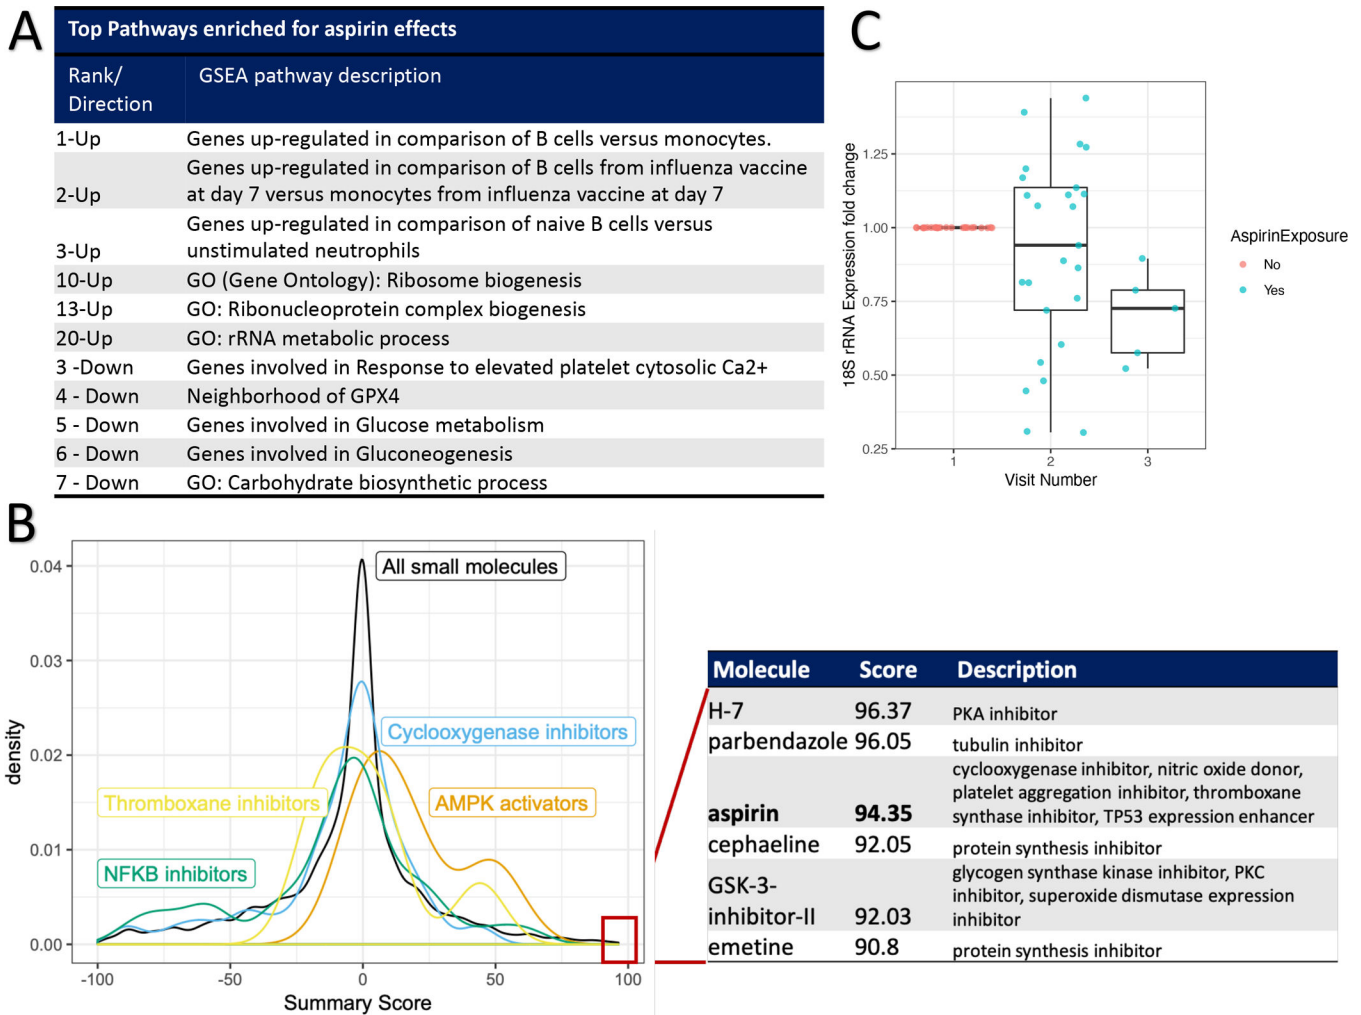 A
Top Pathways enriched for aspirin effects
Rank/
Direction
GSEA pathway description
1-Up Genes up-regulated in comparison of B cells versus monocytes.
Genes up-regulated in comparison of B cells from influenza vaccine
2-Up at day 7 versus monocytes from influenza vaccine at day 7
Genes up-regulated in comparison of naive B cells versus
3-Up unstimulated neutrophils
10-Up GO (Gene Ontology): Ribosome biogenesis
13-Up GO: Ribonucleoprotein complex biogenesis
20-Up GO: rRNA metabolic process
3 -Down Genes involved in Response to elevated platelet cytosolic Ca2+
4 - Down Neighborhood of GPX4
5 - Down Genes involved in Glucose metabolism
6 - Down Genes involved in Gluconeogenesis
7 - Down GO: Carbohydrate biosynthetic process
C
18S rRNA Expression fold change
1.25
1.00
0.75
0.50
0.25
1 2 3
Visit Number
AspirinExposure
No
Yes
B
density
0.04
0.03
0.02
0.01
0.00
All small molecules
Cyclooxygenase inhibitors
Thromboxane inhibitors
AMPK activators
NFKB inhibitors
-100 -50 0 50 100
Summary Score
Molecule Score Description
H-7 96.37 PKA inhibitor
parbendazole 96.05 tubulin inhibitor
cyclooxygenase inhibitor, nitric oxide donor,
platelet aggregation inhibitor, thromboxane
aspirin 94.35 synthase inhibitor, TP53 expression enhancer
cephaeline 92.05 protein synthesis inhibitor
glycogen synthase kinase inhibitor, PKC
GSK-3- inhibitor, superoxide dismutase expression
inhibitor-II 92.03 inhibitor
emetine 90.8 protein synthesis inhibitor